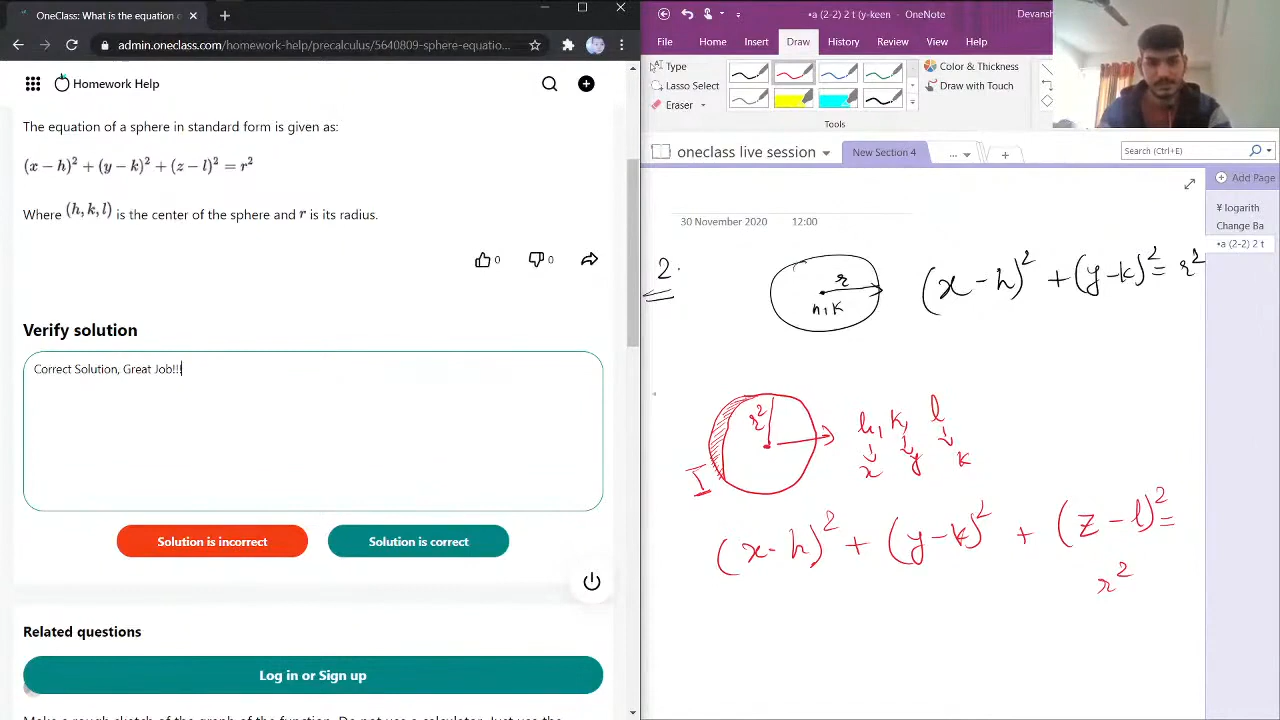 OneClass: What is the equation o
admin.oneclass.com/homework-help/precalculus/5640809-sphere-equatio...
Homework Help
The equation of a sphere in standard form is given as:
(x − h)² + (y − k)² + (z − l)² = r²
Where (h, k, l) is the center of the sphere and r is its radius.
0
0
Verify solution
Correct Solution, Great Job!!!
Solution is incorrect
Solution is correct
Related questions
Log in or Sign up
•a (2-2) 2 t (y-keen - OneNote
Devansh
File Home Insert Draw History Review View Help
Type
Lasso Select
Eraser
Color & Thickness
Draw with Touch
Tools
oneclass live session
New Section 4
...
Search (Ctrl+E)
Add Page
¥ logarith
Change Ba
•a (2-2) 2 t
30 November 2020 12:00
2.
r
h, k
(x − h)² + (y − k)² = r²
r²
h, k, l
x y k
I
(x − h)² + (y − k)² + (z − l)² =
r²